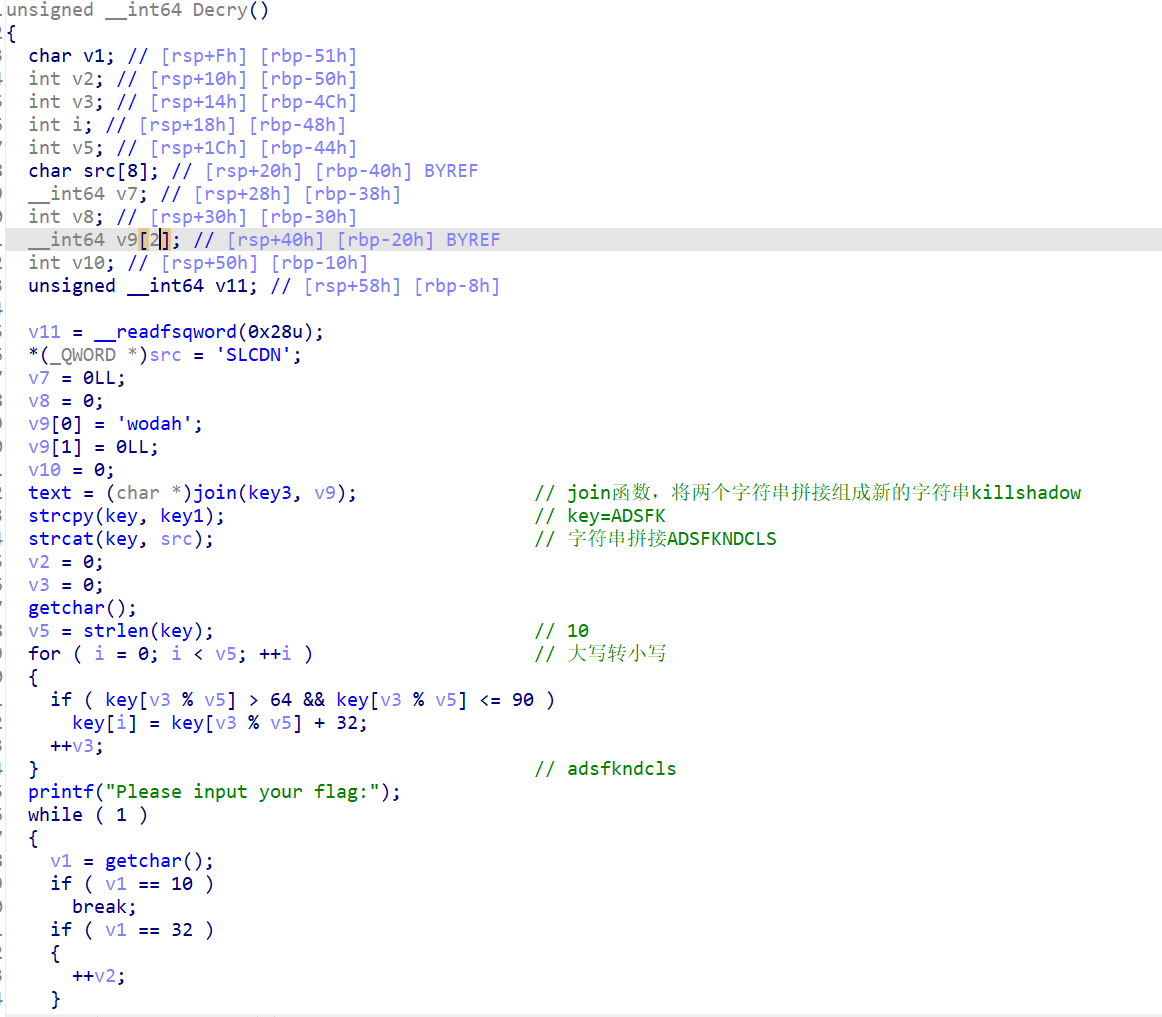 unsigned __int64 Decry()
{
char v1; // [rsp+Fh] [rbp-51h]
int v2; // [rsp+10h] [rbp-50h]
int v3; // [rsp+14h] [rbp-4Ch]
int i; // [rsp+18h] [rbp-48h]
int v5; // [rsp+1Ch] [rbp-44h]
char src[8]; // [rsp+20h] [rbp-40h] BYREF
__int64 v7; // [rsp+28h] [rbp-38h]
int v8; // [rsp+30h] [rbp-30h]
__int64 v9[2]; // [rsp+40h] [rbp-20h] BYREF
int v10; // [rsp+50h] [rbp-10h]
unsigned __int64 v11; // [rsp+58h] [rbp-8h]
v11 = __readfsqword(0x28u);
*(_QWORD *)src = 'SLCDN';
v7 = 0LL;
v8 = 0;
v9[0] = 'wodah';
v9[1] = 0LL;
v10 = 0;
text = (char *)join(key3, v9); // join函数，将两个字符串拼接组成新的字符串killshadow
strcpy(key, key1); // key=ADSFK
strcat(key, src); // 字符串拼接ADSFKNDCLS
v2 = 0;
v3 = 0;
getchar();
v5 = strlen(key); // 10
for ( i = 0; i < v5; ++i ) // 大写转小写
{
if ( key[v3 % v5] > 64 && key[v3 % v5] <= 90 )
key[i] = key[v3 % v5] + 32;
++v3;
} // adsfkndcls
printf("Please input your flag:");
while ( 1 )
{
v1 = getchar();
if ( v1 == 10 )
break;
if ( v1 == 32 )
{
++v2;
}